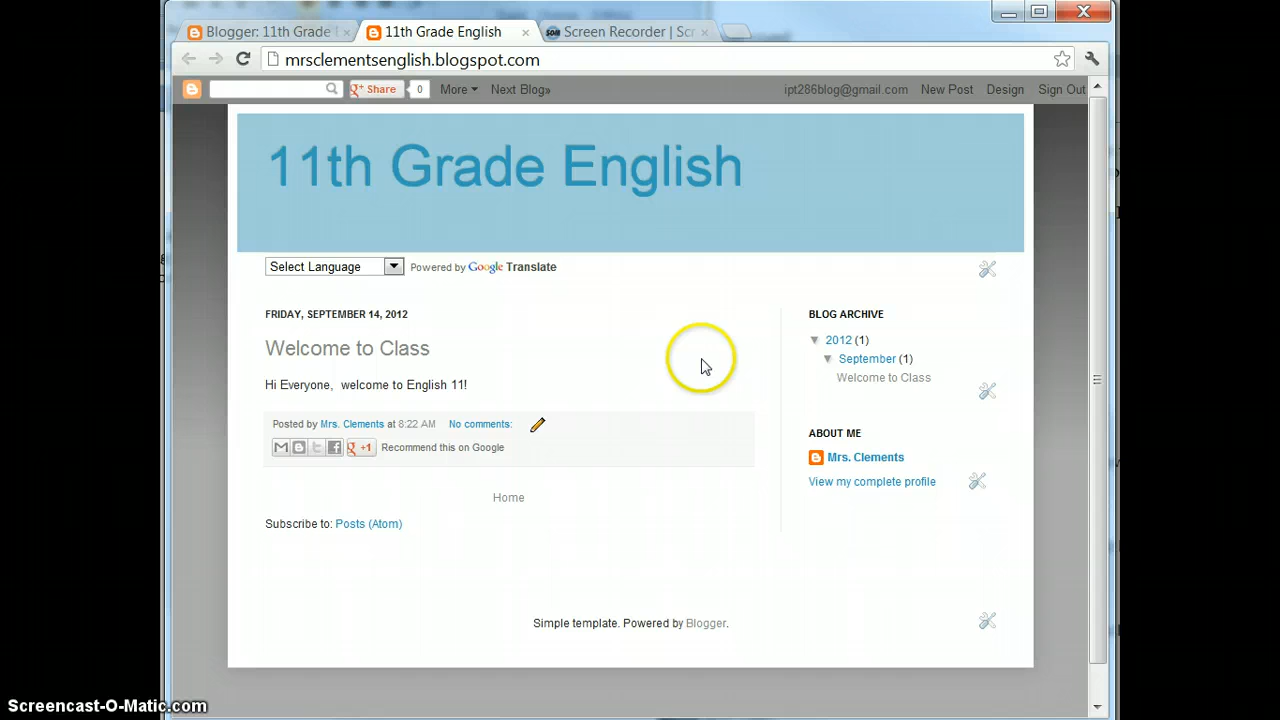 Blogger: 11th Grade
11th Grade English
Screen Recorder | Scr
mrsclementsenglish.blogspot.com
g+ Share 0 More Next Blog» ipt286blog@gmail.com New Post Design Sign Out
11th Grade English
Select Language Powered by Google Translate
FRIDAY, SEPTEMBER 14, 2012
Welcome to Class
Hi Everyone, welcome to English 11!
Posted by Mrs. Clements at 8:22 AM No comments:
g +1 Recommend this on Google
Home
Subscribe to: Posts (Atom)
BLOG ARCHIVE
▼ 2012 (1)
▼ September (1)
Welcome to Class
ABOUT ME
Mrs. Clements
View my complete profile
Simple template. Powered by Blogger.
Screencast-O-Matic.com